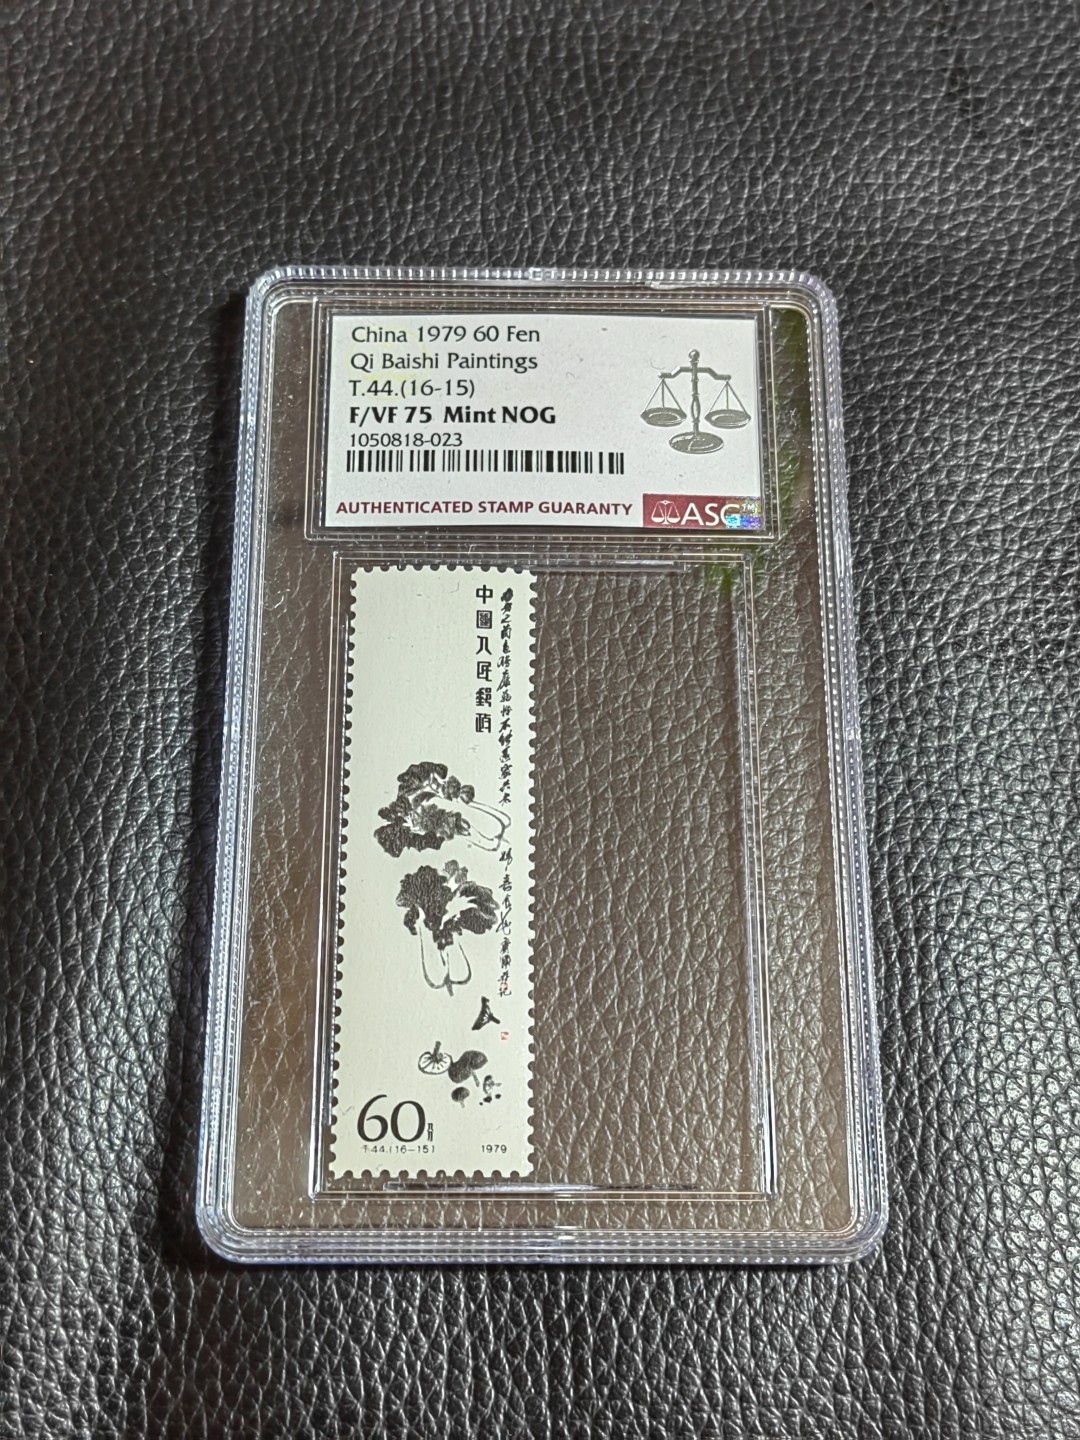 China 1979 60 Fen
Qi Baishi Paintings
T.44.(16-15)
F/VF 75 Mint NOG
1050818-023
AUTHENTICATED STAMP GUARANTY
ASG
中國人民郵政
60分
T.44.(16-15)
1979